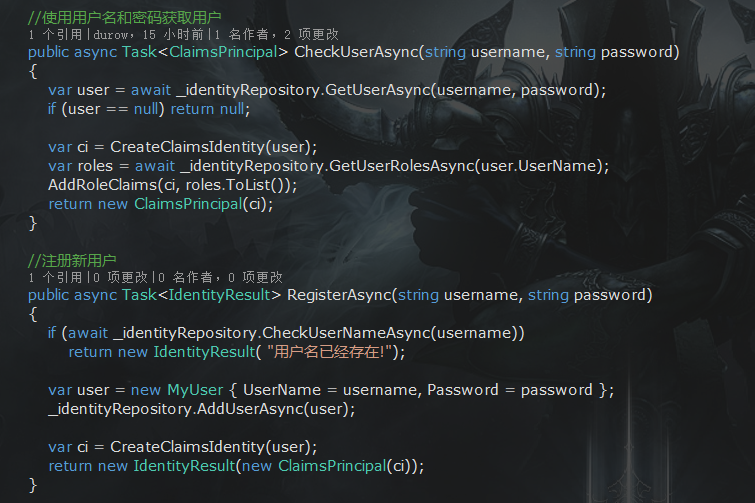 //使用用户名和密码获取用户
1 个引用|durow，15 小时前|1 名作者，2 项更改
public async Task<ClaimsPrincipal> CheckUserAsync(string username, string password)
{
var user = await _identityRepository.GetUserAsync(username, password);
if (user == null) return null;
var ci = CreateClaimsIdentity(user);
var roles = await _identityRepository.GetUserRolesAsync(user.UserName);
AddRoleClaims(ci, roles.ToList());
return new ClaimsPrincipal(ci);
}
//注册新用户
1 个引用|0 项更改|0 名作者，0 项更改
public async Task<IdentityResult> RegisterAsync(string username, string password)
{
if (await _identityRepository.CheckUserNameAsync(username))
return new IdentityResult( "用户名已经存在!");
var user = new MyUser { UserName = username, Password = password };
_identityRepository.AddUserAsync(user);
var ci = CreateClaimsIdentity(user);
return new IdentityResult(new ClaimsPrincipal(ci));
}